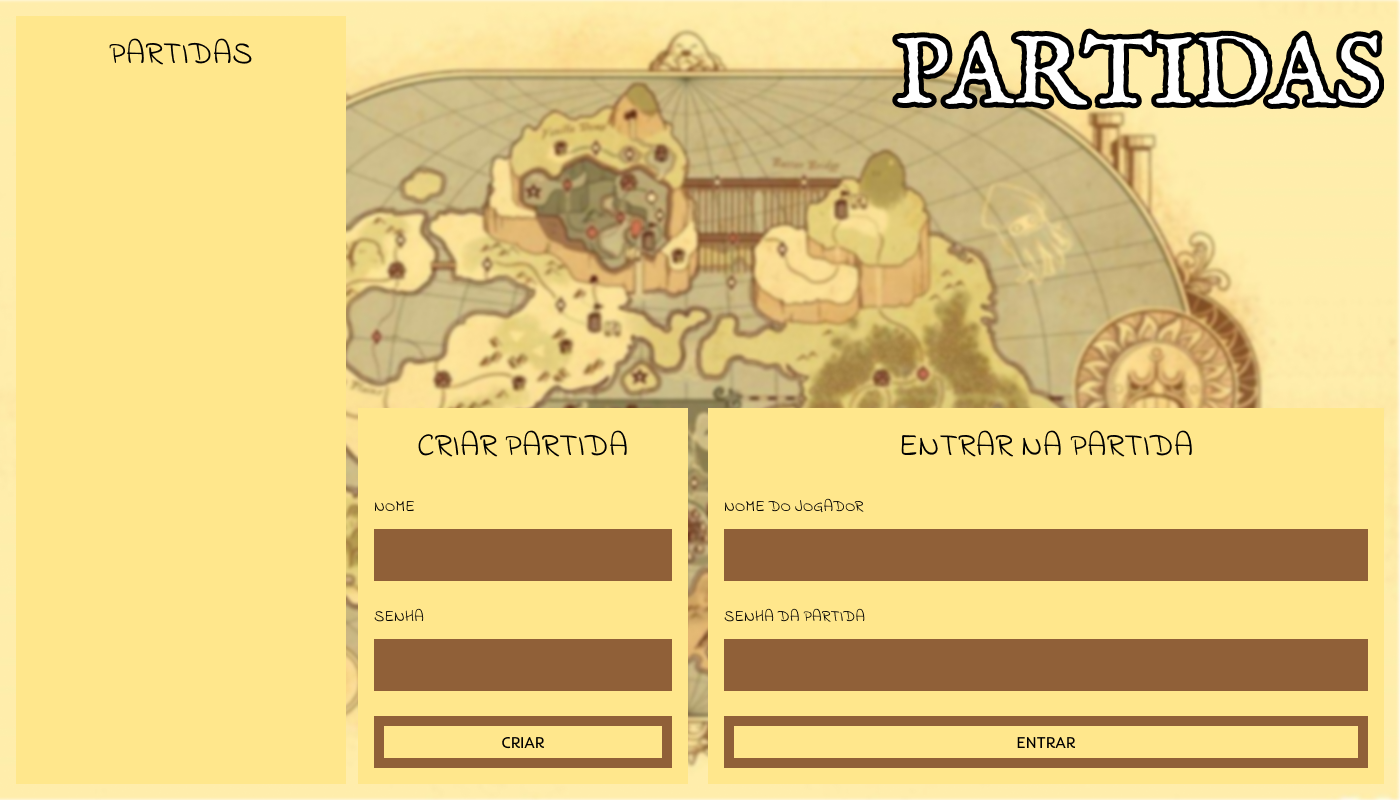 PARTIDAS
PARTIDAS
CRIAR PARTIDA
NOME
SENHA
CRIAR
ENTRAR NA PARTIDA
NOME DO JOGADOR
SENHA DA PARTIDA
ENTRAR